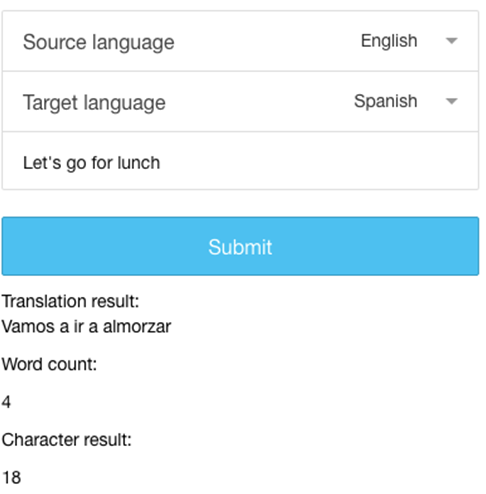 Source language English
Target language Spanish
Let's go for lunch
Submit
Translation result:
Vamos a ir a almorzar
Word count:
4
Character result:
18